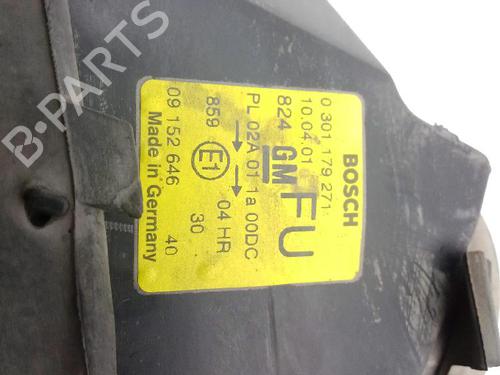 BOSCH
0 301 179 271
10.04.01
824 GM FU
PL 02A 01 1a 00DC
859 E1 04 HR
30
09 152 646 40
Made in Germany
B-PARTS